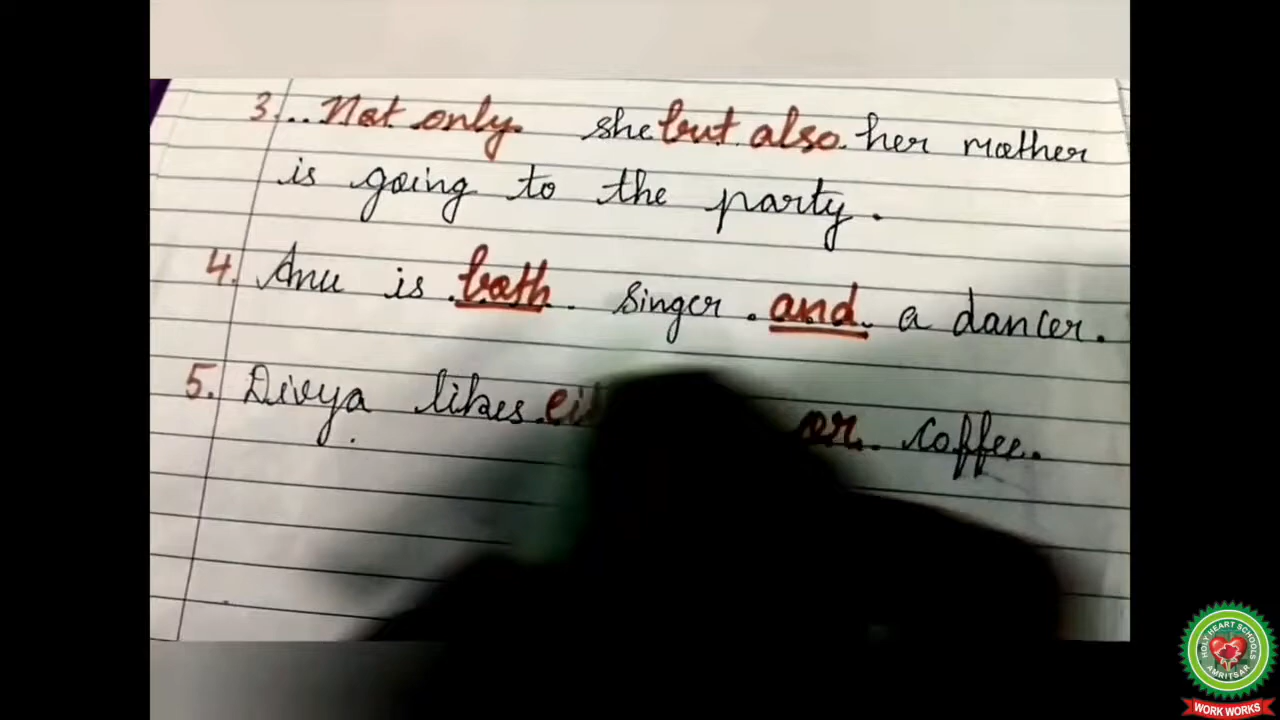 3. .. Not only. she but also. her mother
is going to the party.
4. Anu is .both. singer .and. a dancer.
5. Divya likes. or.. coffee.
HOLY HEART SCHOOLS
AMRITSAR
WORK WORKS